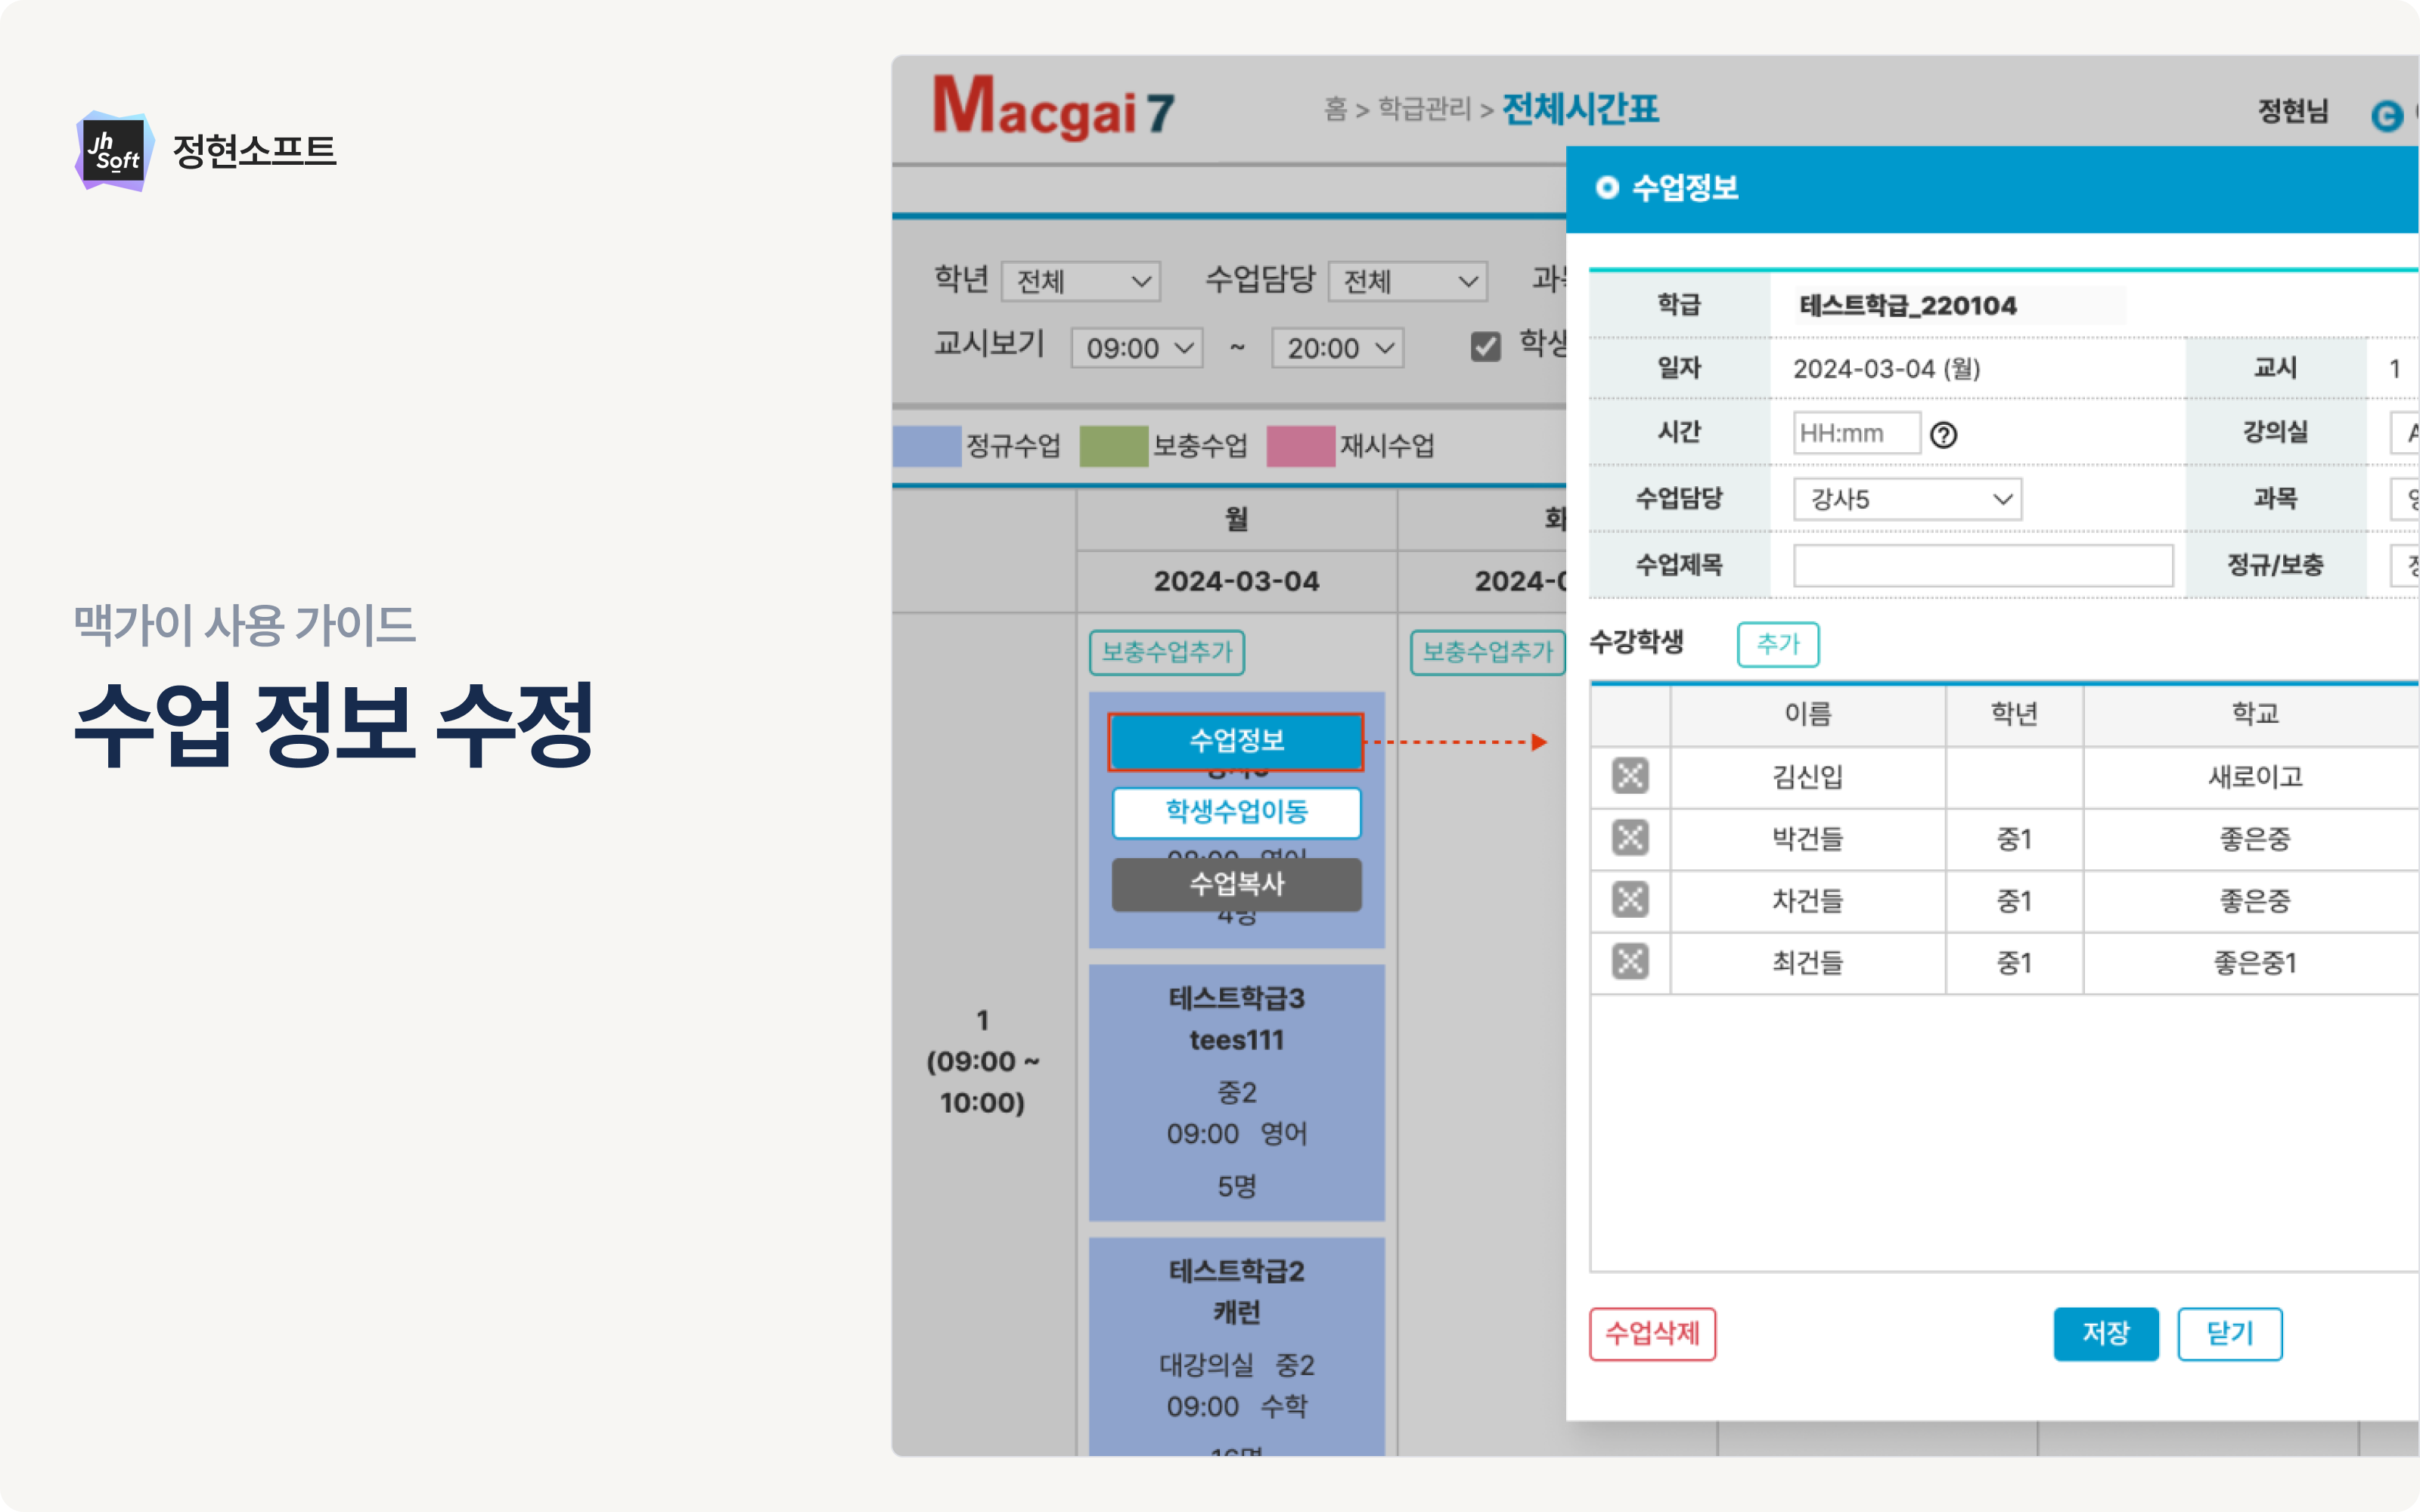 jh
Soft
정현소프트
맥가이 사용 가이드
수업 정보 수정
Macgai 7
홈 > 학급관리 > 전체시간표
정현님
C
학년 전체 수업담당 전체
교시보기 09:00 ~ 20:00
정규수업 보충수업 재시수업
월
2024-03-04
보충수업추가 보충수업추가
수업정보
학생수업이동
수업복사
4명
1
(09:00 ~
10:00)
테스트학급3
tees111
중2
09:00 영어
5명
테스트학급2
캐런
대강의실 중2
09:00 수학
수업정보
학급 테스트학급_220104
일자 2024-03-04 (월) 교시 1
시간 HH:mm ? 강의실
수업담당 강사5 과목
수업제목 정규/보충
수강학생 추가
이름 학년 학교
김신입 새로이고
박건들 중1 좋은중
차건들 중1 좋은중
최건들 중1 좋은중1
수업삭제 저장 닫기